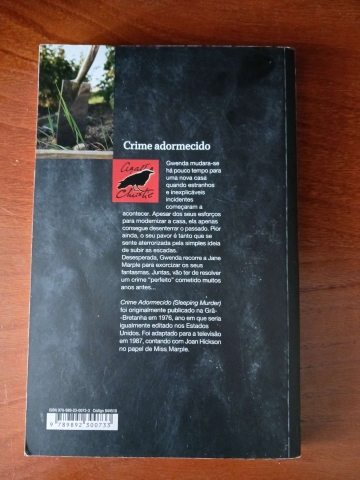 Crime adormecido
Agatha
Christie
Gwenda mudara-se
há pouco tempo para
uma nova casa
quando estranhos
e inexplicáveis
incidentes
começaram a
acontecer. Apesar dos seus esforços
para modernizar a casa, ela apenas
consegue desenterrar o passado. Pior
ainda, o seu pavor é tanto que se
sente aterrorizada pela simples ideia
de subir as escadas.
Desesperada, Gwenda recorre a Jane
Marple para exorcizar os seus
fantasmas. Juntas, vão ter de resolver
um crime "perfeito" cometido muitos
anos antes...
Crime Adormecido (Sleeping Murder)
foi originalmente publicado na Grã-
-Bretanha em 1976, ano em que seria
igualmente editado nos Estados
Unidos. Foi adaptado para a televisão
em 1987, contando com Joan Hickson
no papel de Miss Marple.
9 789892 300733